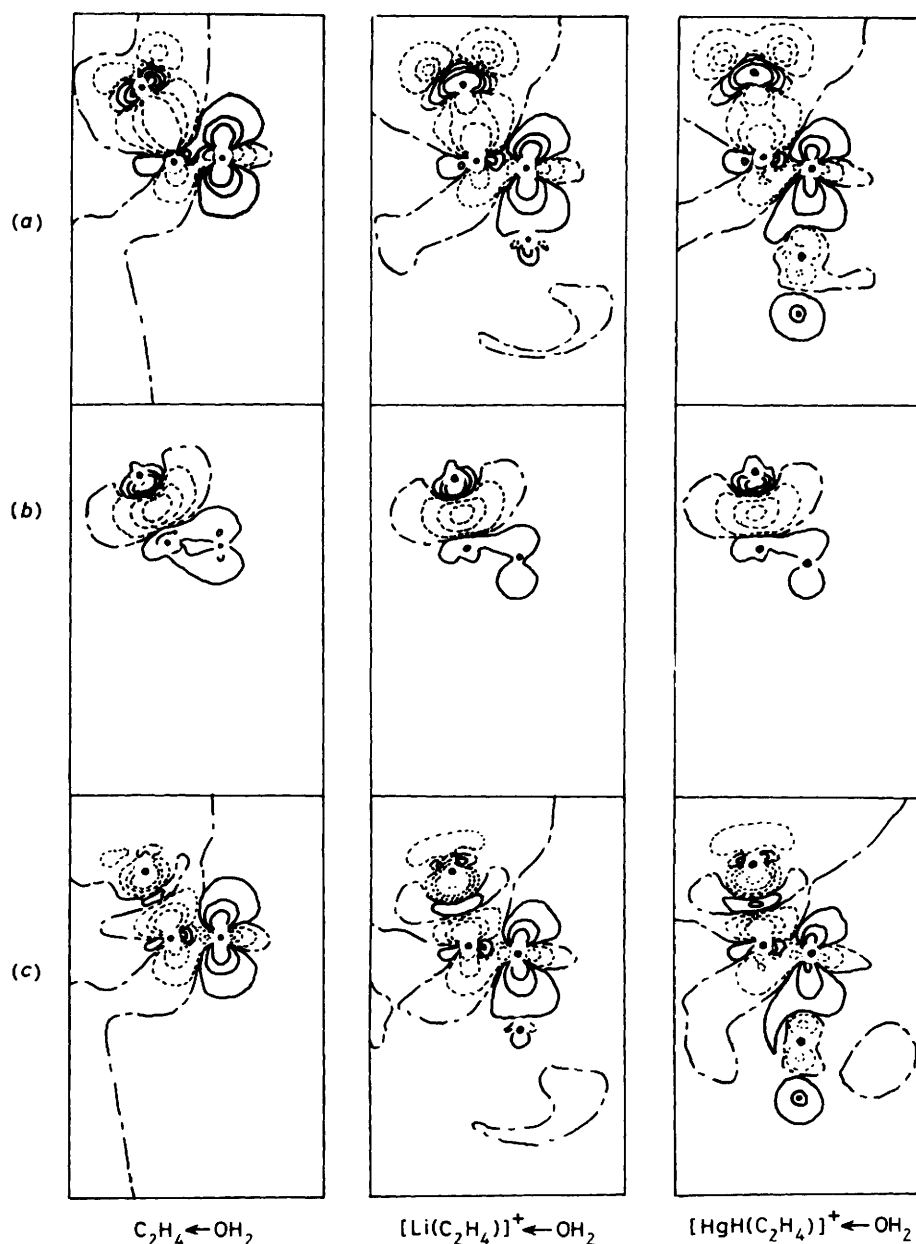 (a)
(b)
(c)
C₂H₄←OH₂
[Li(C₂H₄)]⁺←OH₂
[HgH(C₂H₄)]⁺←OH₂